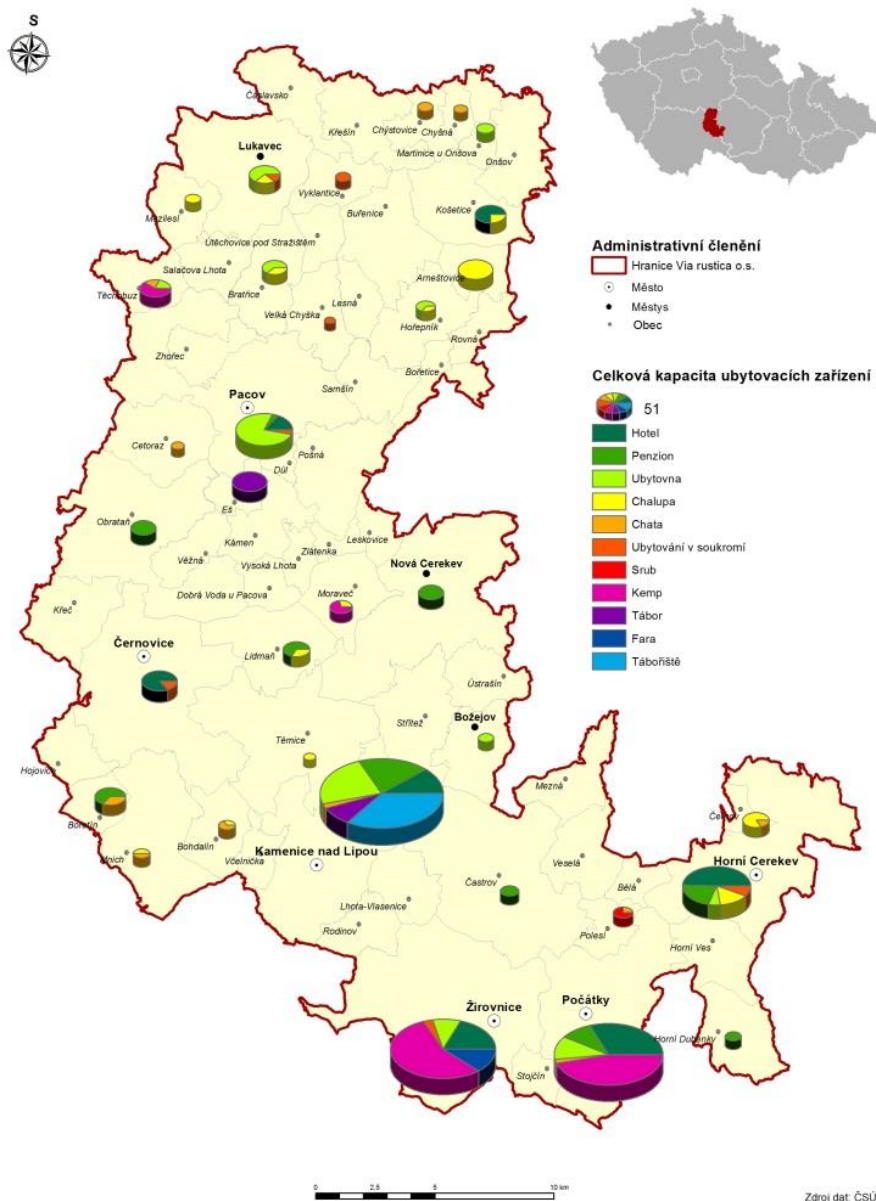 S
Čáslavsko
Křešín
Chýstovice
Chyšná
Martinice u Onšova
Onšov
Lukavec
Vyklantice
Buřenice
Košetice
Mezilesí
Útěchovice pod Stražištěm
Salačova Lhota
Těchobuz
Bratřice
Lesná
Arneštovice
Velká Chyška
Hořepník
Rovná
Zhořec
Bořetice
Samšín
Pacov
Cetoraz
Pošná
Důl
Eš
Obrataň
Kámen
Leskovice
Zlátenka
Věžná
Vysoká Lhota
Nová Cerekev
Dobrá Voda u Pacova
Moraveč
Křeč
Černovice
Lidmaň
Ústrašín
Střítež
Božejov
Těmice
Hojovice
Mezná
Bořetín
Černov
Mnich
Bohdalín
Včelnička
Kamenice nad Lipou
Veselá
Horní Cerekev
Častrov
Bělá
Lhota-Vlasenice
Rodinov
Polesí
Horní Ves
Žirovnice
Počátky
Horní Dubenky
Stojčín
Administrativní členění
Hranice Via rustica o.s.
Město
Městys
Obec
Celková kapacita ubytovacích zařízení
51
Hotel
Penzion
Ubytovna
Chalupa
Chata
Ubytování v soukromí
Srub
Kemp
Tábor
Fara
Tábořiště
0 2,5 5 10 km
Zdroj dat: ČSÚ